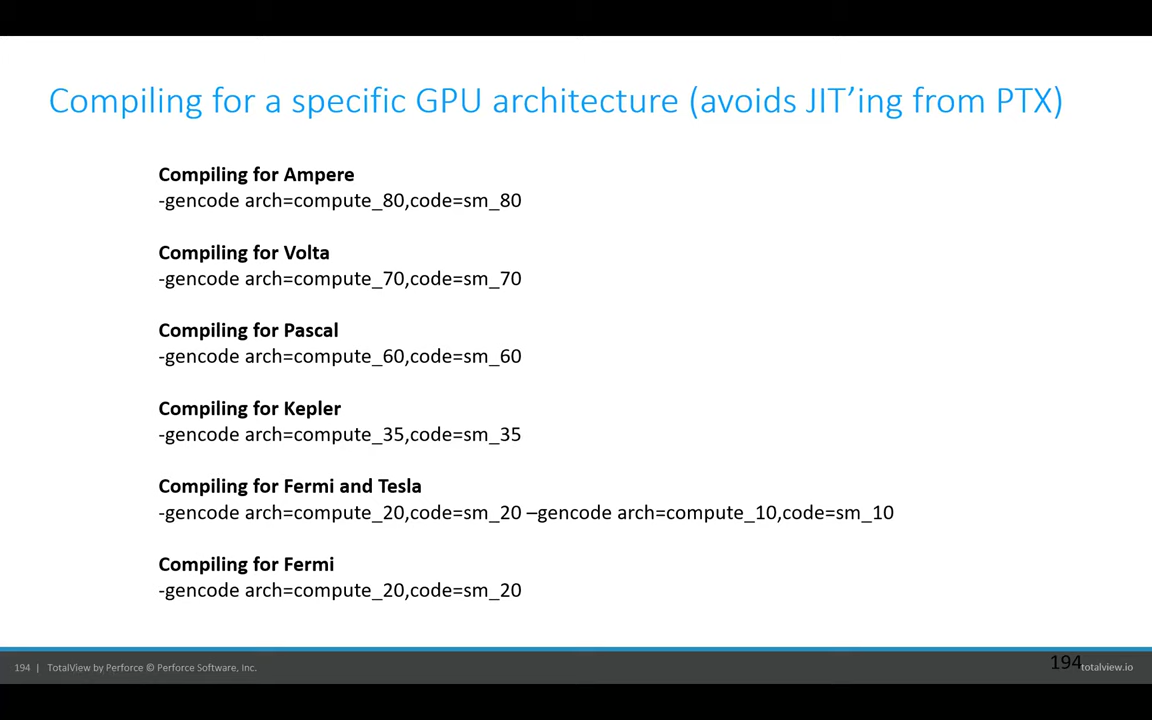 Compiling for a specific GPU architecture (avoids JIT’ing from PTX)
Compiling for Ampere
-gencode arch=compute_80,code=sm_80
Compiling for Volta
-gencode arch=compute_70,code=sm_70
Compiling for Pascal
-gencode arch=compute_60,code=sm_60
Compiling for Kepler
-gencode arch=compute_35,code=sm_35
Compiling for Fermi and Tesla
-gencode arch=compute_20,code=sm_20 –gencode arch=compute_10,code=sm_10
Compiling for Fermi
-gencode arch=compute_20,code=sm_20
194 | TotalView by Perforce © Perforce Software, Inc.
194
totalview.io